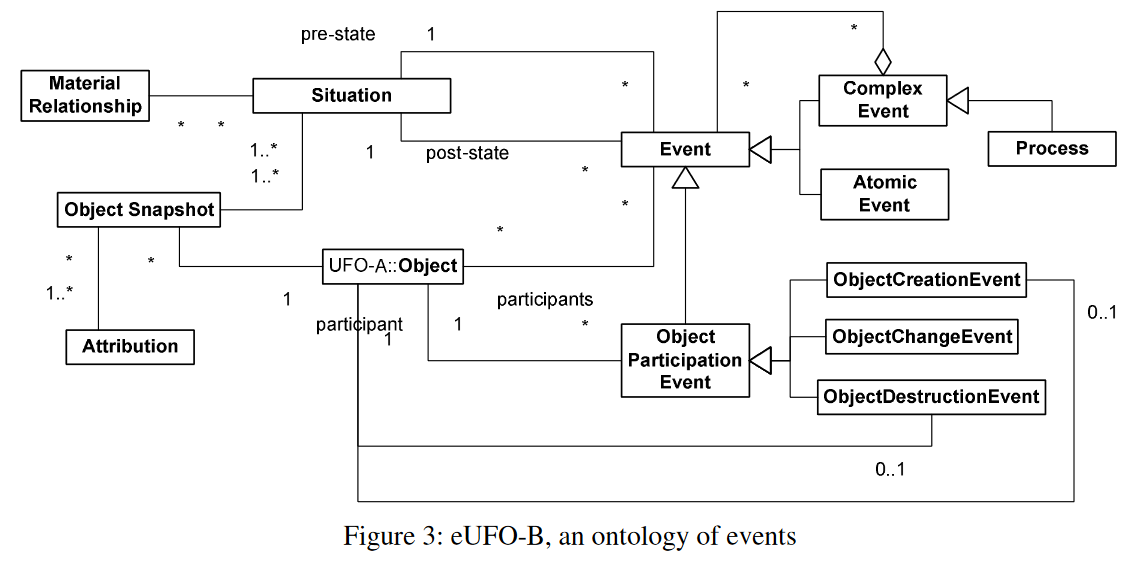 pre-state
1
*
*
*
Material
Relationship
Situation
Complex
Event
*
*
1..*
1..*
1
post-state
Event
Process
*
Atomic
Event
Object Snapshot
*
*
*
*
UFO-A::Object
ObjectCreationEvent
1..*
1
participants
0..1
participant
1
1
*
Object
Participation
Event
ObjectChangeEvent
Attribution
ObjectDestructionEvent
0..1
Figure 3: eUFO-B, an ontology of events